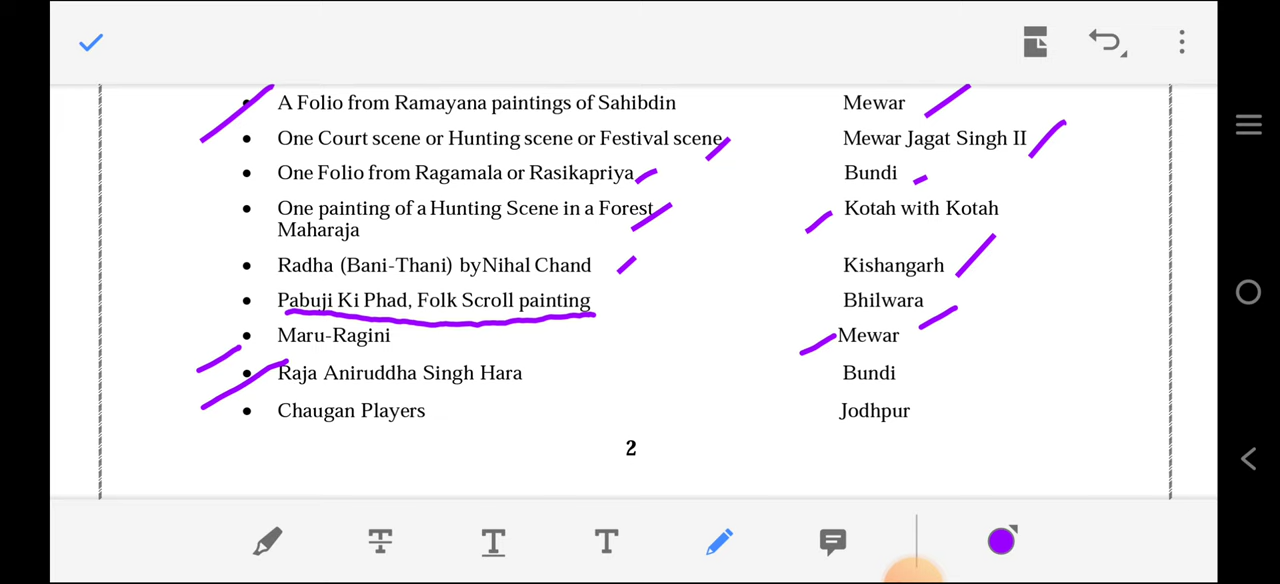 A Folio from Ramayana paintings of Sahibdin Mewar
One Court scene or Hunting scene or Festival scene Mewar Jagat Singh II
One Folio from Ragamala or Rasikapriya Bundi
One painting of a Hunting Scene in a Forest Kotah with Kotah
Maharaja
Radha (Bani-Thani) byNihal Chand Kishangarh
Pabuji Ki Phad, Folk Scroll painting Bhilwara
Maru-Ragini Mewar
Raja Aniruddha Singh Hara Bundi
Chaugan Players Jodhpur
2